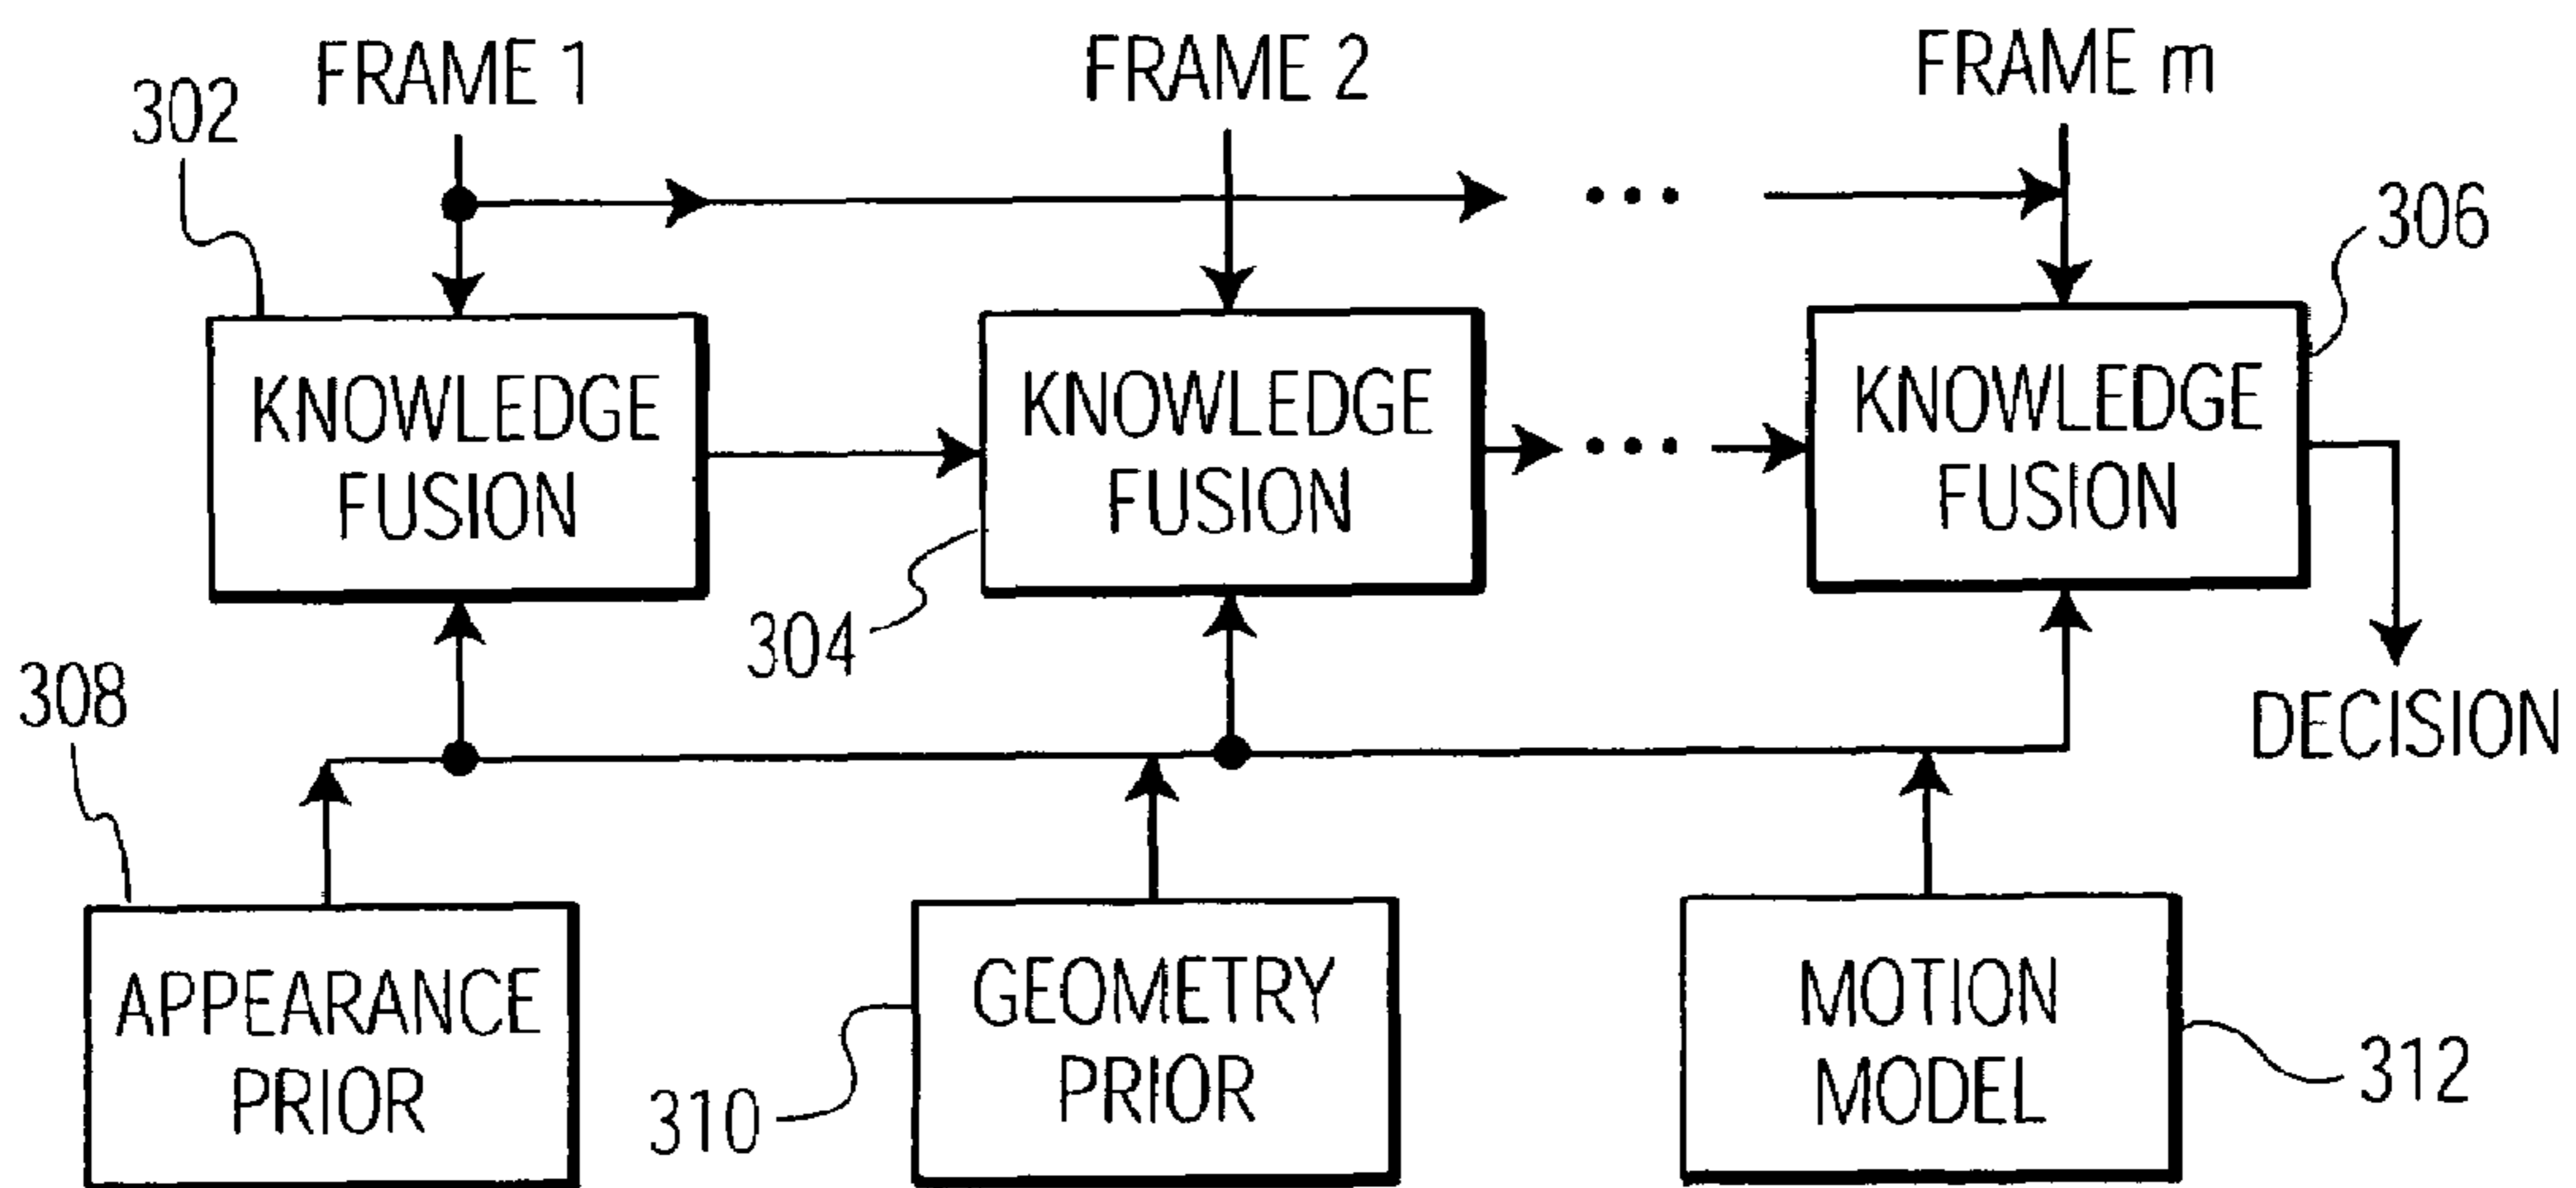 FRAME 1
FRAME 2
FRAME m
302
306
KNOWLEDGE
FUSION
KNOWLEDGE
FUSION
KNOWLEDGE
FUSION
304
308
DECISION
APPEARANCE
PRIOR
310
GEOMETRY
PRIOR
MOTION
MODEL
312